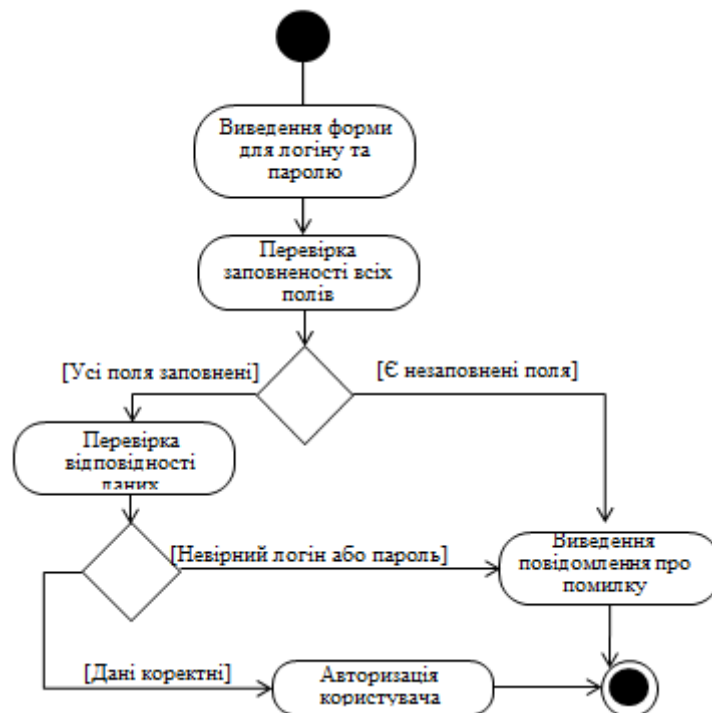 Виведення форми
для логіну та
паролю
Перевірка
заповнености всіх
полів
[Усі поля заповнені]
[Є незаповнені поля]
Перевірка
відповідності
даних
[Невірний логін або пароль]
Виведення
повідомлення про
помилку
[Дані коректні]
Авторизація
користувача